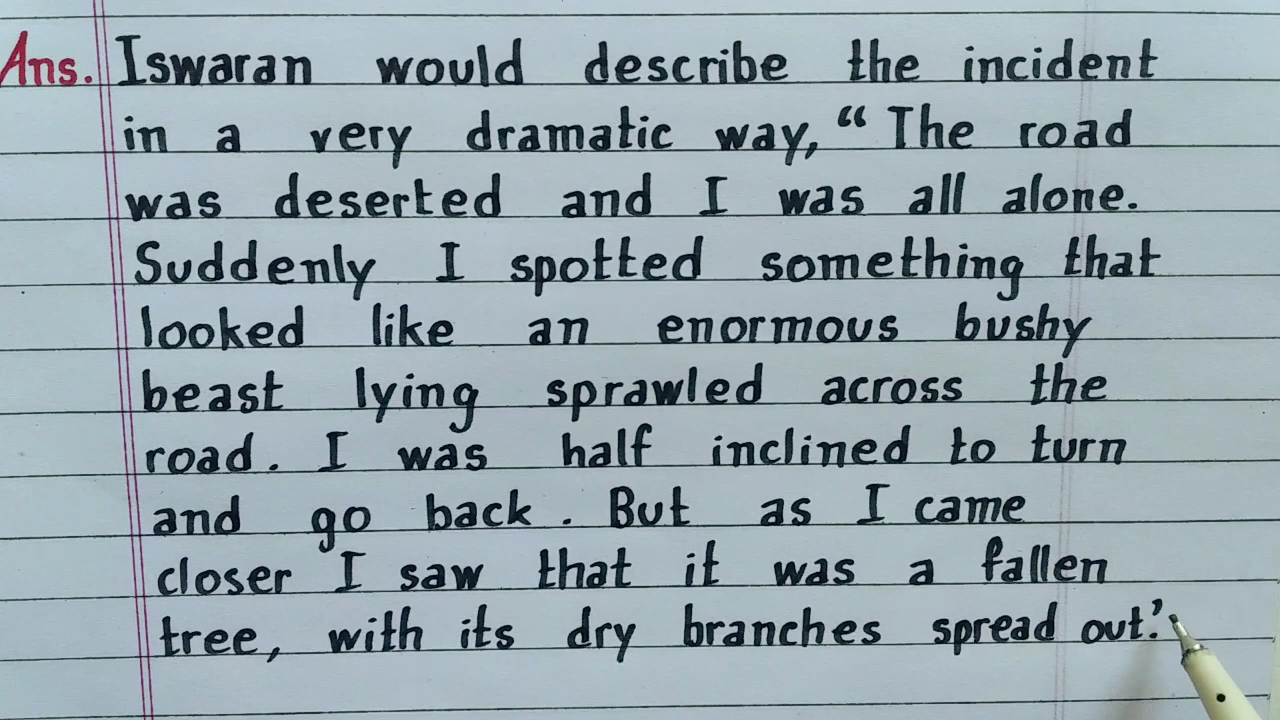 Ans. Iswaran would describe the incident
in a very dramatic way, “ The road
was deserted and I was all alone.
Suddenly I spotted something that
looked like an enormous bushy
beast lying sprawled across the
road. I was half inclined to turn
and go back. But as I came
closer I saw that it was a fallen
tree, with its dry branches spread out.’